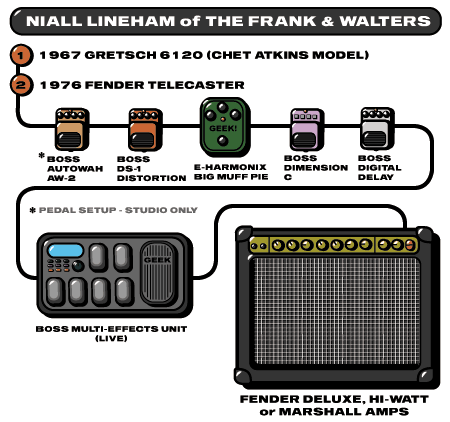 NIALL LINEHAM of THE FRANK & WALTERS
1 1967 GRETSCH 6120 (CHET ATKINS MODEL)
2 1976 FENDER TELECASTER
GEEK!
* BOSS
AUTOWAH
AW-2
BOSS
DS-1
DISTORTION
E-HARMONIX
BIG MUFF PIE
BOSS
DIMENSION
C
BOSS
DIGITAL
DELAY
* PEDAL SETUP - STUDIO ONLY
GEEK
BOSS MULTI-EFFECTS UNIT
(LIVE)
FENDER DELUXE, HI-WATT
or MARSHALL AMPS